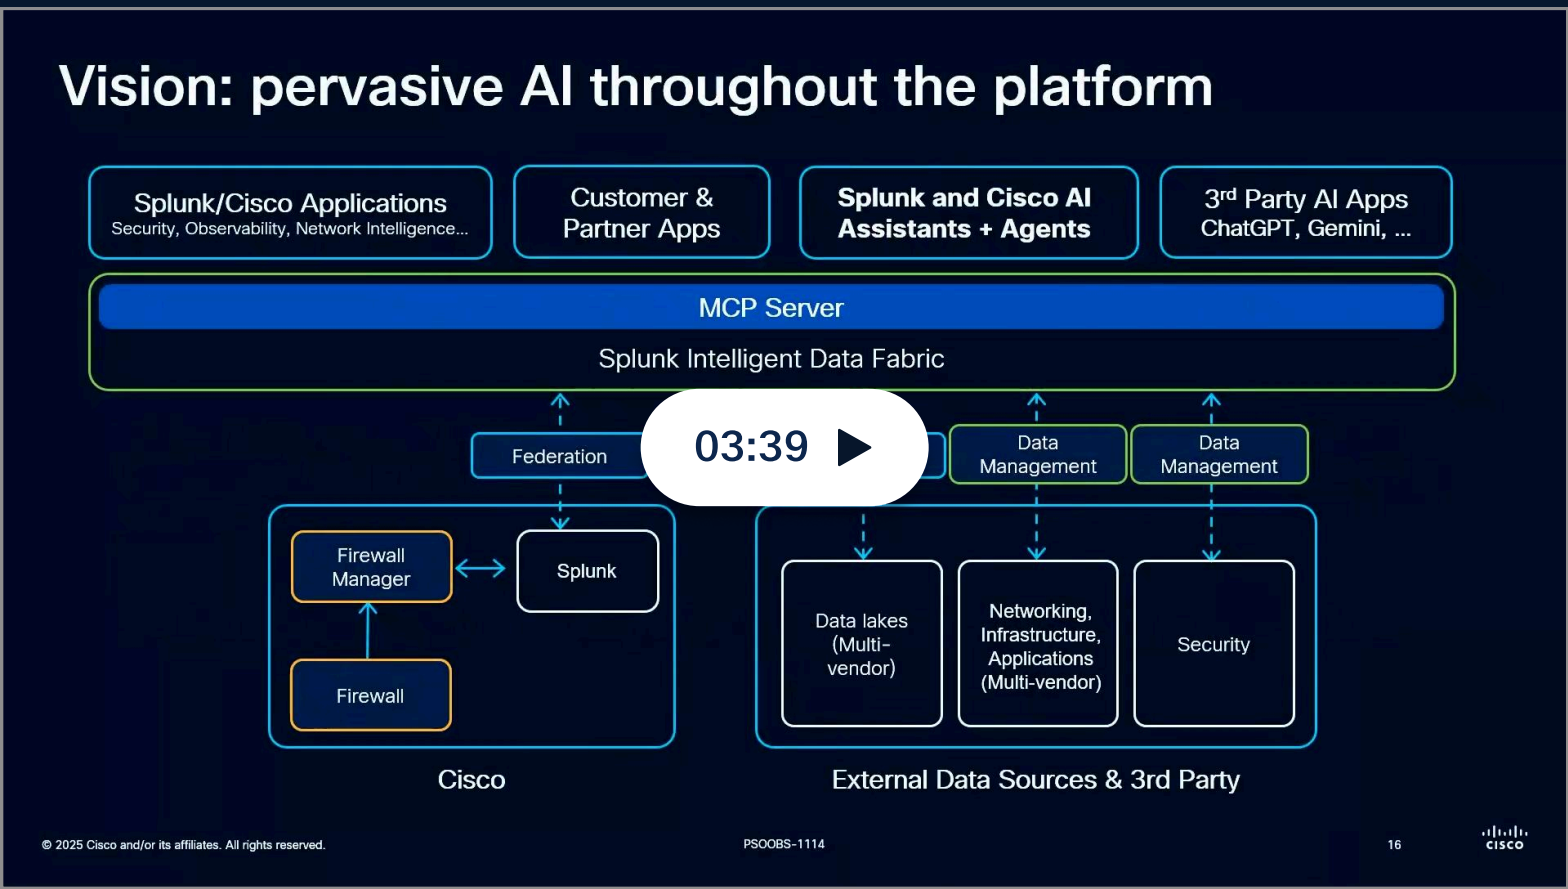 Vision: pervasive AI throughout the platform
Splunk/Cisco Applications
Security, Observability, Network Intelligence...
Customer &
Partner Apps
Splunk and Cisco AI
Assistants + Agents
3rd Party AI Apps
ChatGPT, Gemini, ...
MCP Server
Splunk Intelligent Data Fabric
Federation
03:39
Data
Management
Data
Management
Firewall
Manager
Splunk
Firewall
Data lakes
(Multi-
vendor)
Networking,
Infrastructure,
Applications
(Multi-vendor)
Security
Cisco
External Data Sources & 3rd Party
© 2025 Cisco and/or its affiliates. All rights reserved.
PSOOBS-1114
16
CISCO